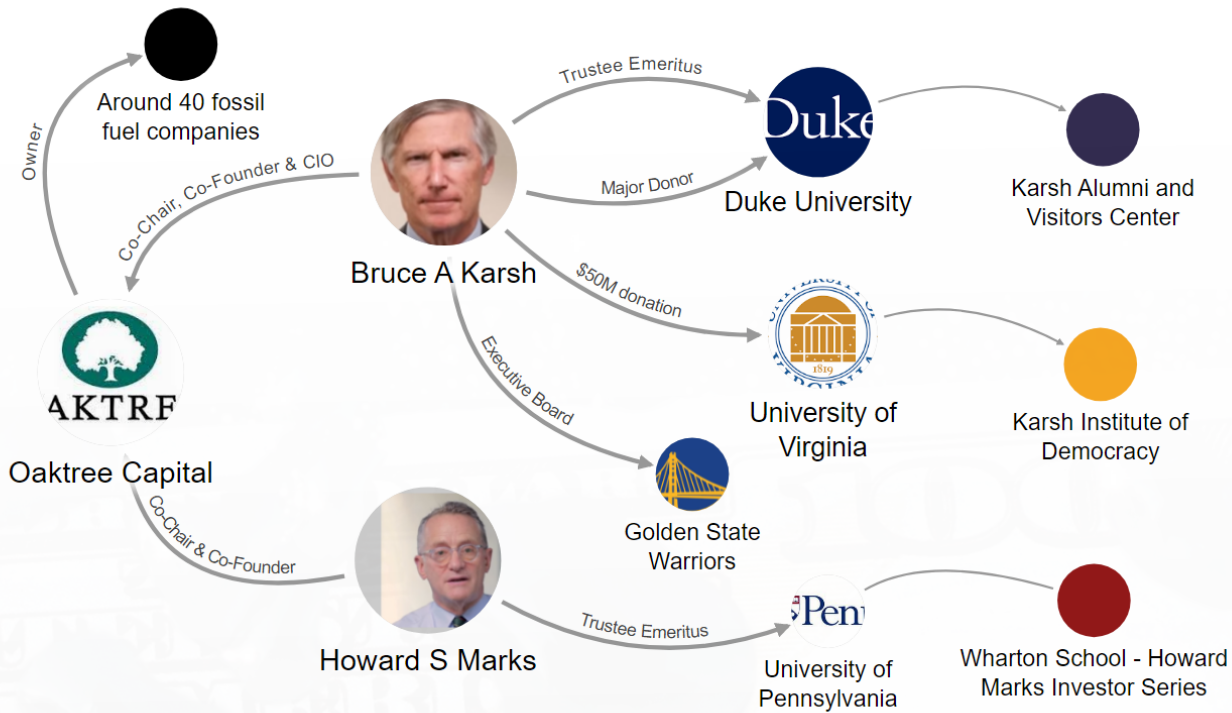 Around 40 fossil
fuel companies
Owner
Co-Chair, Co-Founder & CIO
Trustee Emeritus
Major Donor
Duke
Duke University
Karsh Alumni and
Visitors Center
Bruce A Karsh
$50M donation
1819
University of
Virginia
Karsh Institute of
Democracy
Executive Board
Golden State
Warriors
AKTRE
Oaktree Capital
Co-Chair & Co-Founder
Howard S Marks
Trustee Emeritus
Penn
University of
Pennsylvania
Wharton School - Howard
Marks Investor Series